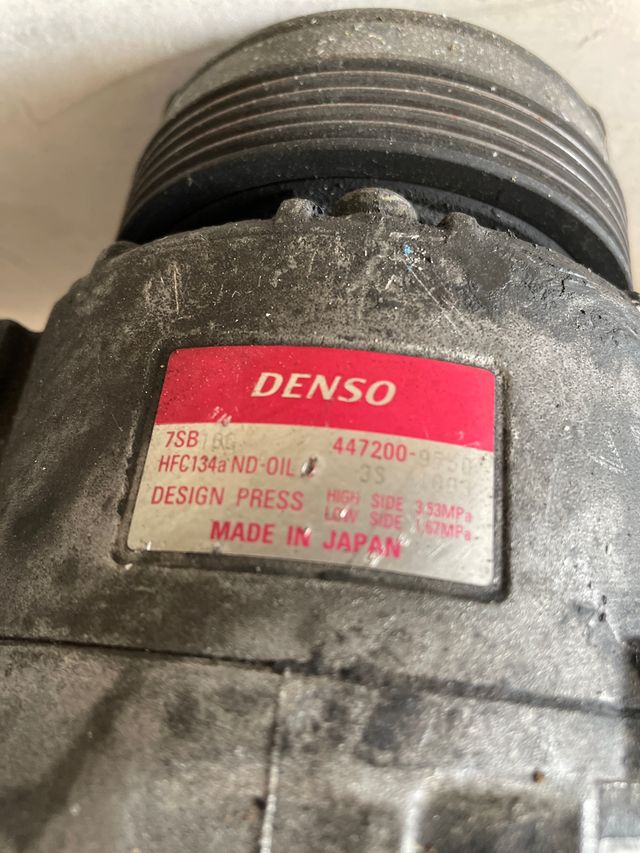 DENSO
7SB16C 447200-
HFC134a ND-OIL 3S
DESIGN PRESS HIGH SIDE 3.53MPa
LOW SIDE 1.67MPa
MADE IN JAPAN